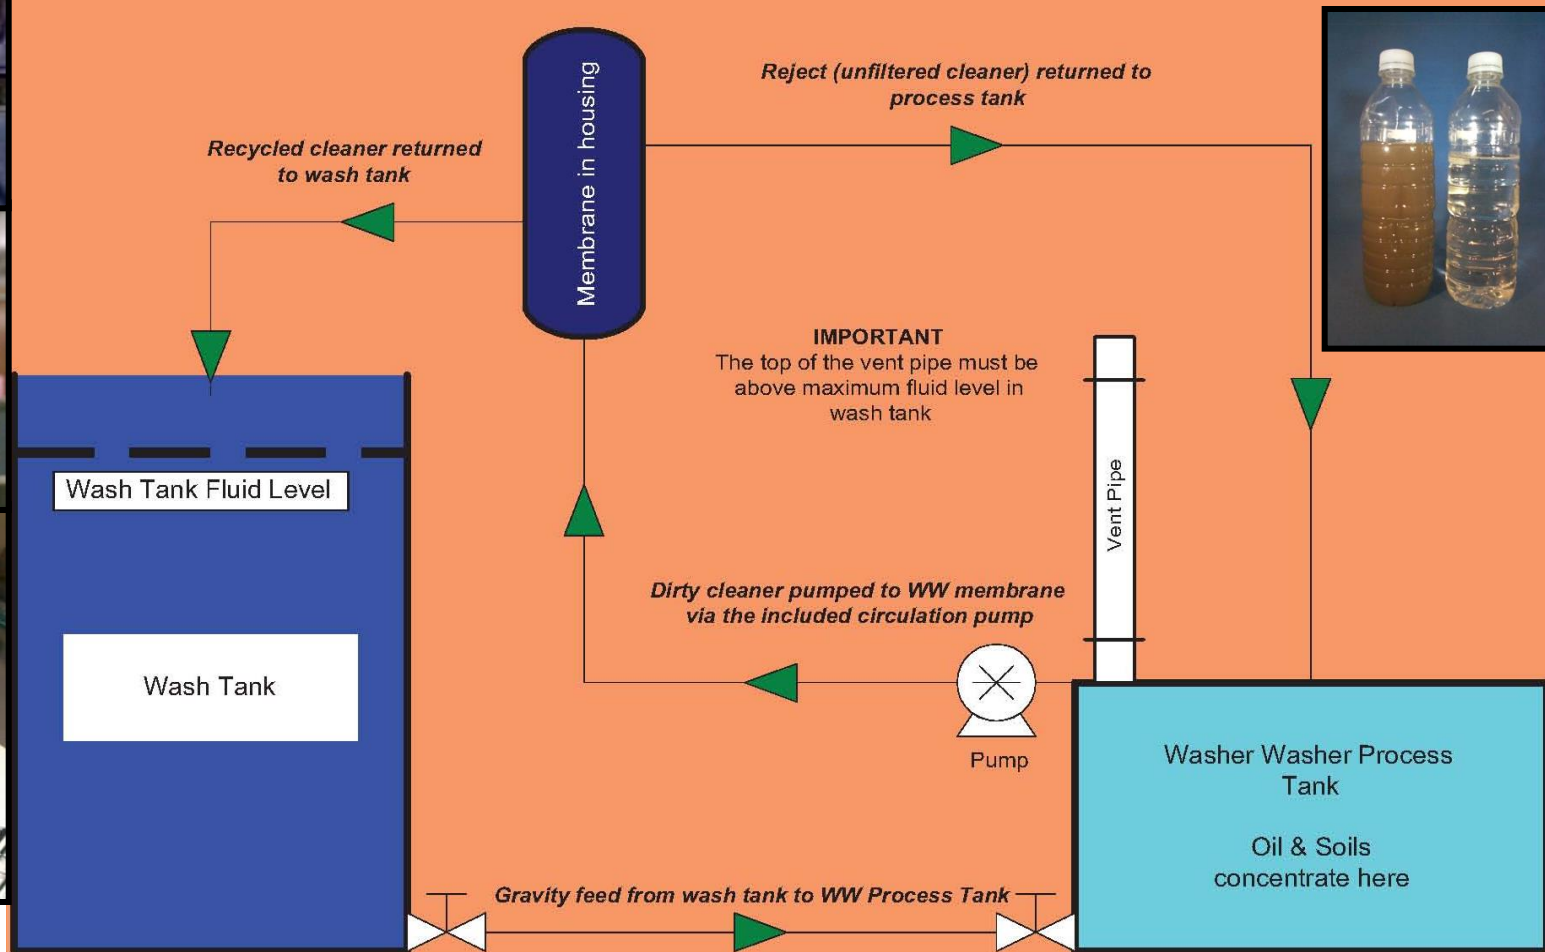 Reject (unfiltered cleaner) returned to
process tank
Membrane in housing
Recycled cleaner returned
to wash tank
IMPORTANT
The top of the vent pipe must be
above maximum fluid level in
wash tank
Vent Pipe
Wash Tank Fluid Level
Dirty cleaner pumped to WW membrane
via the included circulation pump
Wash Tank
Pump
Washer Washer Process
Tank
Oil & Soils
concentrate here
Gravity feed from wash tank to WW Process Tank